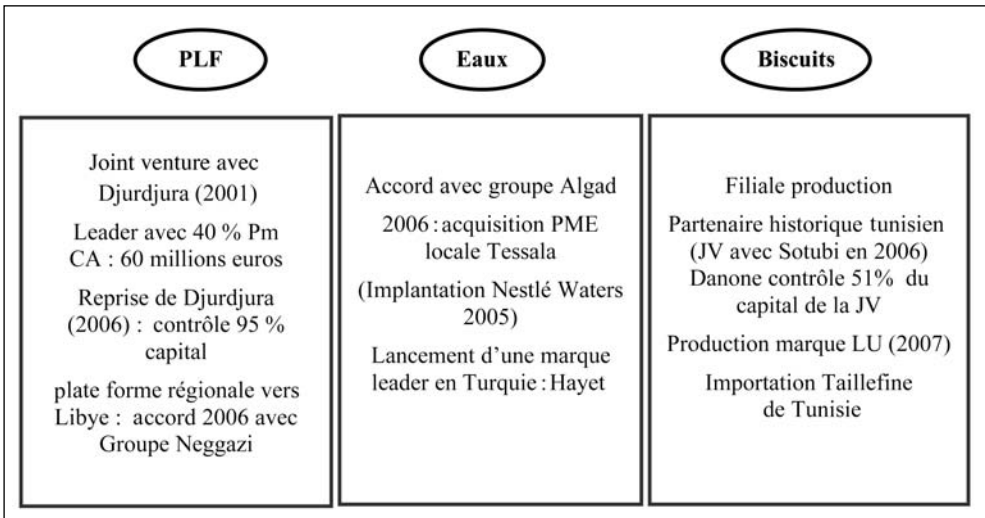 PLF
Joint venture avec
Djurdjura (2001)
Leader avec 40 % Pm
CA : 60 millions euros
Reprise de Djurdjura
(2006) : contrôle 95 %
capital
plate forme régionale vers
Libye : accord 2006 avec
Groupe Neggazi
Eaux
Accord avec groupe Algad
2006 : acquisition PME
locale Tessala
(Implantation Nestlé Waters
2005)
Lancement d’une marque
leader en Turquie : Hayet
Biscuits
Filiale production
Partenaire historique tunisien
(JV avec Sotubi en 2006)
Danone contrôle 51% du
capital de la JV
Production marque LU (2007)
Importation Taillefine
de Tunisie